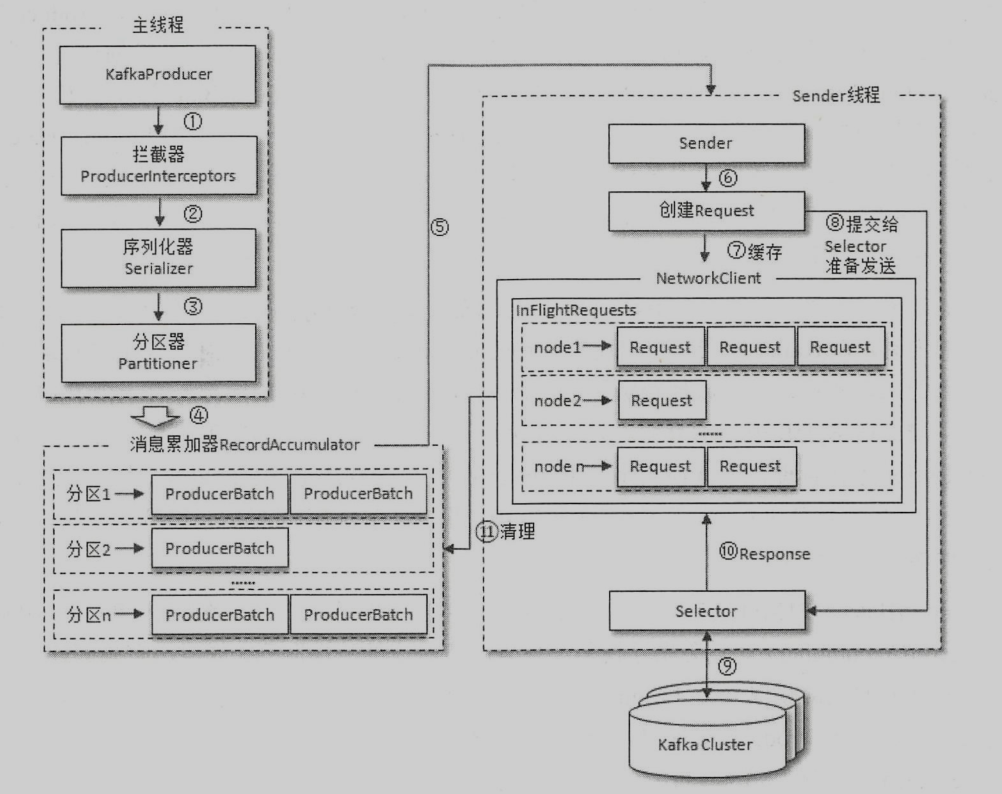 主线程
KafkaProducer
①
拦截器
ProducerInterceptors
②
序列化器
Serializer
③
分区器
Partitioner
④
消息累加器RecordAccumulator
分区1 ProducerBatch ProducerBatch
分区2 ProducerBatch
......
分区n ProducerBatch ProducerBatch
⑤
Sender线程
Sender
⑥
创建Request
⑦缓存
⑧提交给
Selector
准备发送
NetworkClient
InFlightRequests
node1 Request Request Request
node2 Request
......
node n Request Request
⑪清理
⑩Response
Selector
⑨
Kafka Cluster